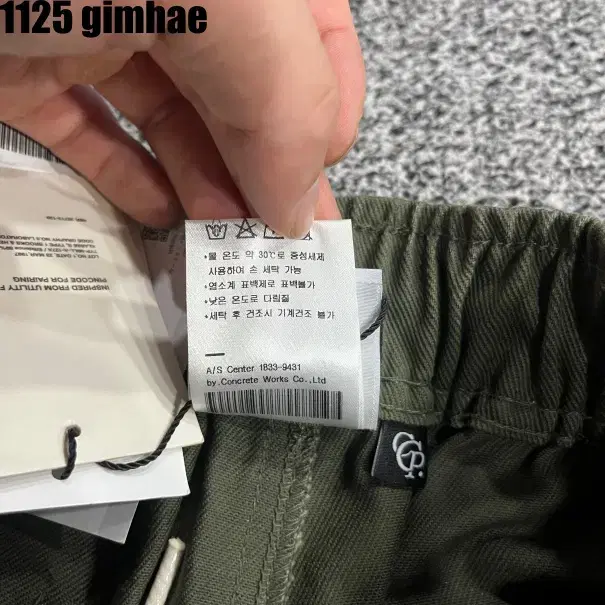 1125 gimhae
•물 온도 약 30℃로 중성세제
사용하여 손 세탁 가능
•염소계 표백제로 표백불가
•낮은 온도로 다림질
•세탁 후 건조시 기계건조 불가
A/S Center 1833-9431
by.Concrete Works Co.,Ltd
INSPIRED FROM UTILITY F
PINCODE FOR PAIRING
CGP.